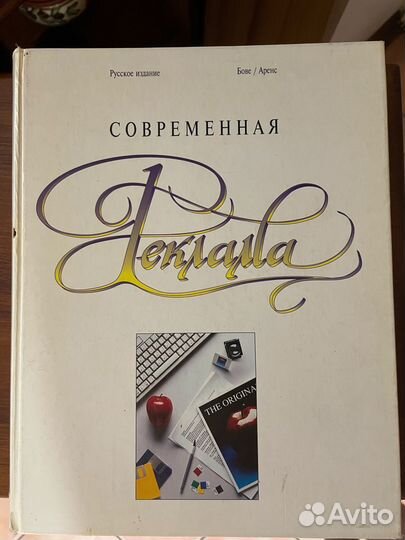 Русское издание
Бове / Аренс
СОВРЕМЕННАЯ
Реклама
THE ORIGINA
Avito